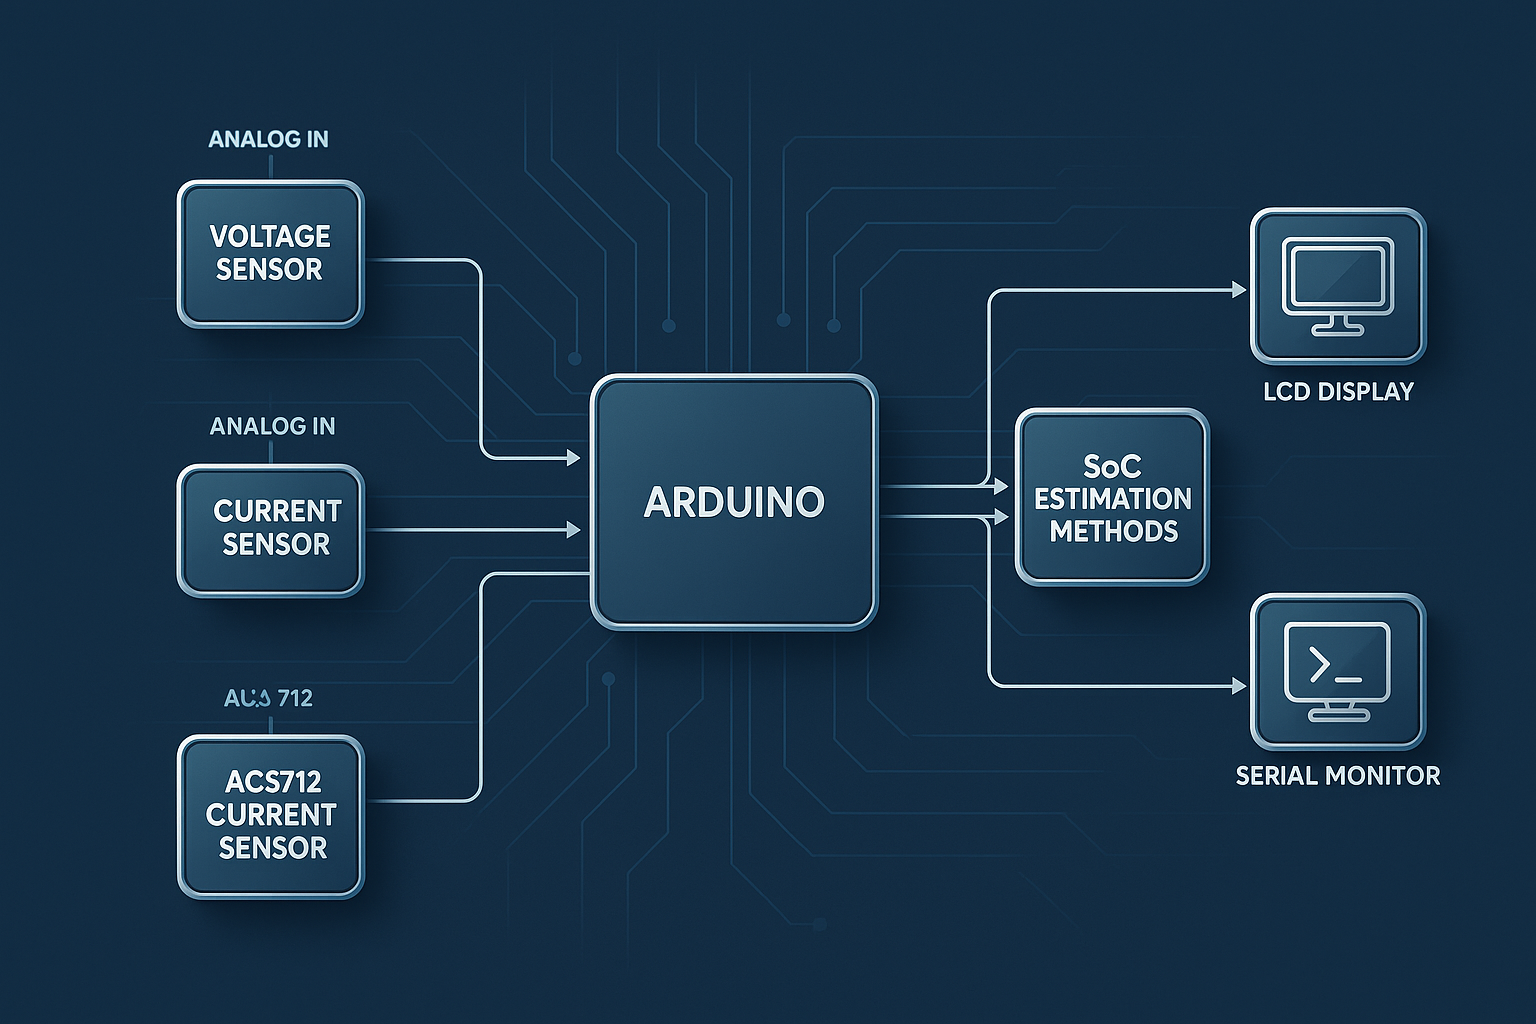 ANALOG IN
VOLTAGE
SENSOR
ANALOG IN
CURRENT
SENSOR
712
ACS712
CURRENT
SENSOR
ARDUINO
SoC
ESTIMATION
METHODS
LCD DISPLAY
SERIAL MONITOR